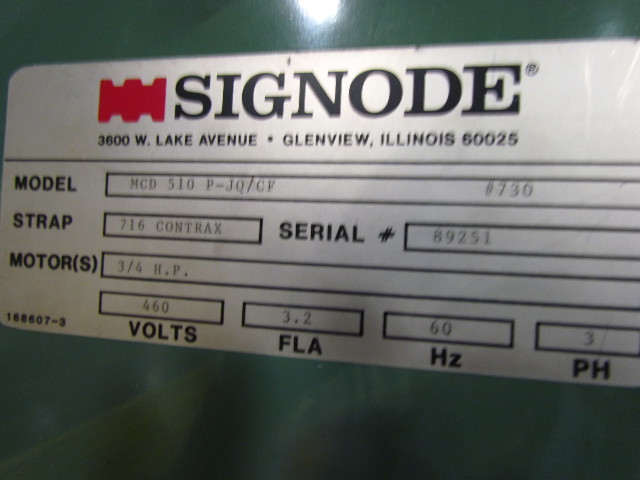 SIGNODE®
3600 W. LAKE AVENUE • GLENVIEW, ILLINOIS 60025
MODEL MCD 510 P-JQ/CF #730
STRAP 716 CONTRAX SERIAL # 89251
MOTOR(S) 3/4 H.P.
460 3.2 60 3
168607-3 VOLTS FLA Hz PH